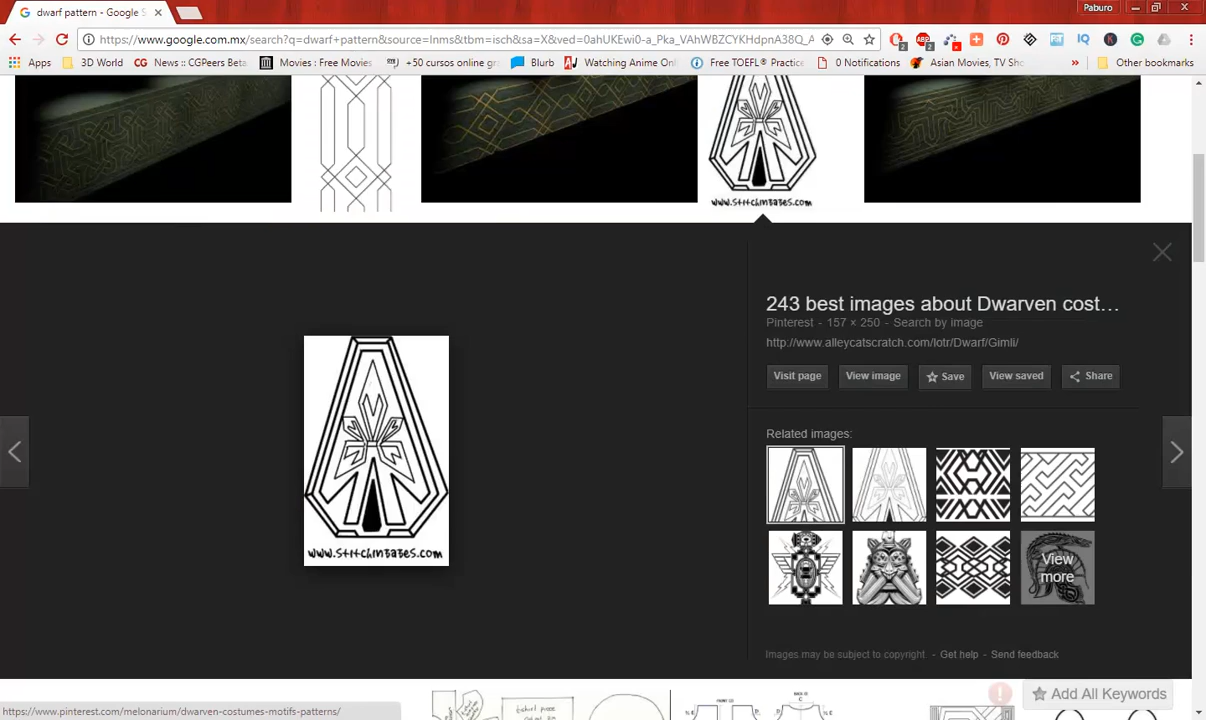 Paburo
dwarf pattern - Google S
https://www.google.com.mx/search?q=dwarf+pattern&source=lnms&tbm=isch&sa=X&ved=0ahUKEwi0-a_Pka_VAhWBZCYKHdpnA38Q_A
Apps
3D World
CG News :: CGPeers Beta
Movies : Free Movies
+50 cursos online gr
Blurb
Watching Anime Onl
Free TOEFL® Practice
0 Notifications
Asian Movies, TV Sho
»
Other bookmarks
www.StitchinBabes.com
243 best images about Dwarven cost...
Pinterest - 157 × 250 - Search by image
http://www.alleycatscratch.com/lotr/Dwarf/Gimli/
Visit page
View image
Save
View saved
Share
Related images:
View more
www.StitchinBabes.com
Images may be subject to copyright - Get help - Send feedback
Add All Keywords
https://www.pinterest.com/melonarium/dwarven-costumes-motifs-patterns/